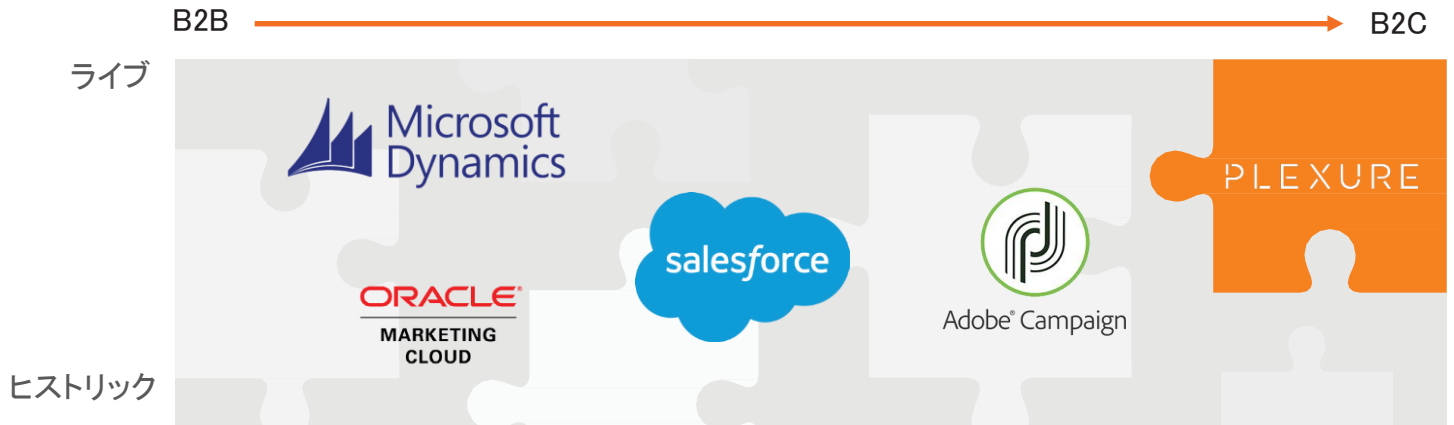 B2B
B2C
ライブ
Microsoft
Dynamics
PLEXURE
salesforce
ORACLE®
MARKETING
CLOUD
Adobe® Campaign
ヒストリック